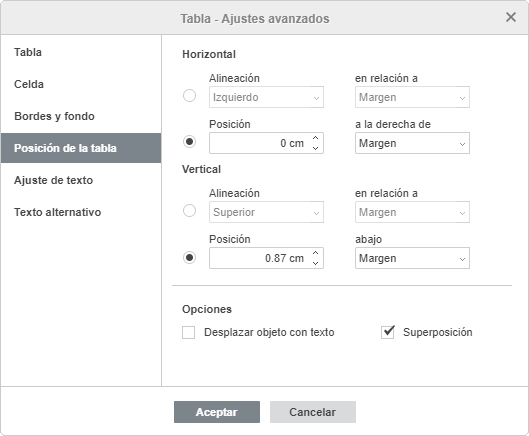 Tabla - Ajustes avanzados
Tabla
Celda
Bordes y fondo
Posición de la tabla
Ajuste de texto
Texto alternativo
Horizontal
Alineación en relación a
Izquierdo Margen
Posición a la derecha de
0 cm Margen
Vertical
Alineación en relación a
Superior Margen
Posición abajo
0.87 cm Margen
Opciones
Desplazar objeto con texto Superposición
Aceptar Cancelar